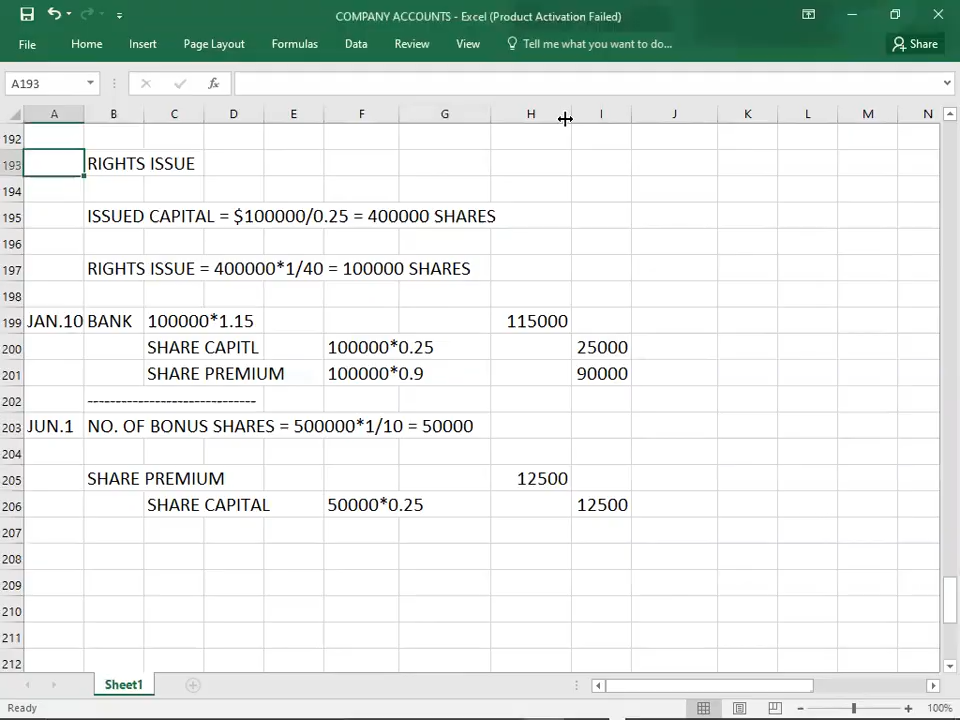 COMPANY ACCOUNTS - Excel (Product Activation Failed)
File Home Insert Page Layout Formulas Data Review View Tell me what you want to do... Share
A193 fx
A B C D E F G H I J K L M N
192
193 RIGHTS ISSUE
194
195 ISSUED CAPITAL = $100000/0.25 = 400000 SHARES
196
197 RIGHTS ISSUE = 400000*1/40 = 100000 SHARES
198
199 JAN.10 BANK 100000*1.15 115000
200 SHARE CAPITL 100000*0.25 25000
201 SHARE PREMIUM 100000*0.9 90000
202 ------------------------------
203 JUN.1 NO. OF BONUS SHARES = 500000*1/10 = 50000
204
205 SHARE PREMIUM 12500
206 SHARE CAPITAL 50000*0.25 12500
207
208
209
210
211
212
Sheet1
Ready 100%